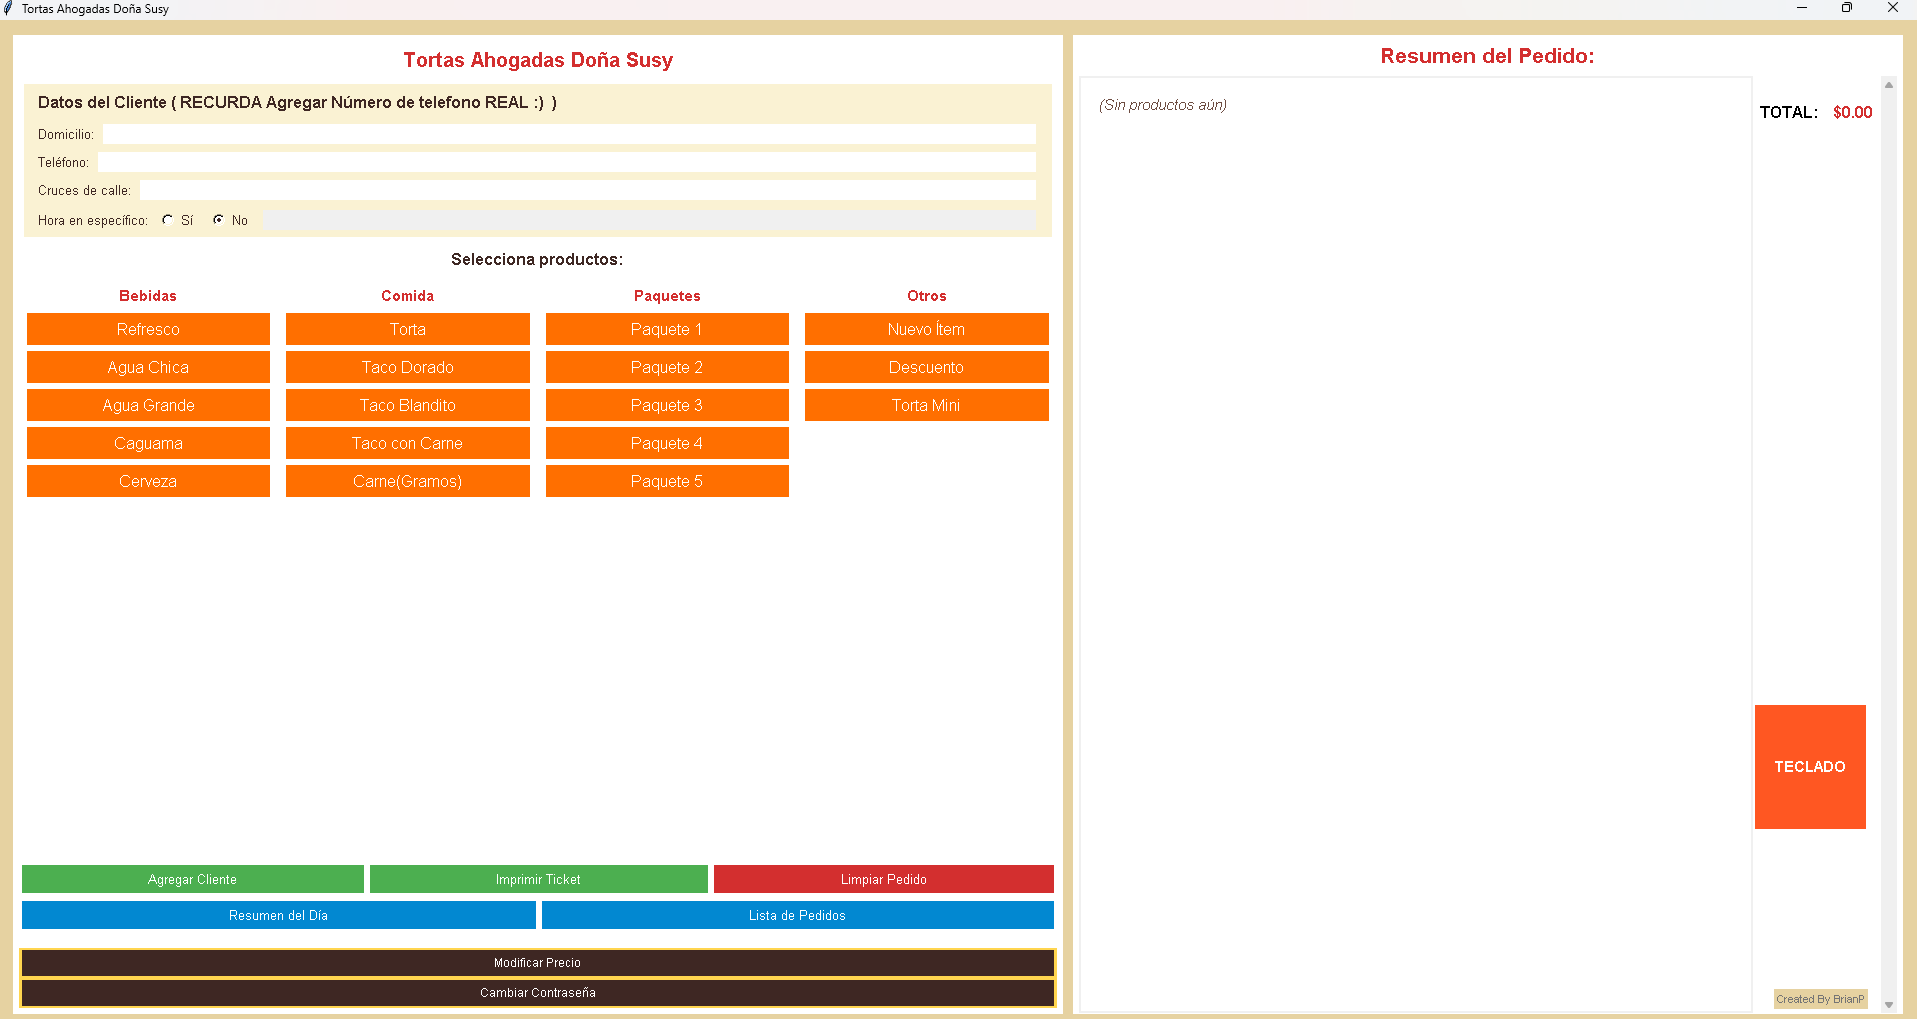 Tortas Ahogadas Doña Susy
Tortas Ahogadas Doña Susy
Datos del Cliente ( RECURDA Agregar Número de telefono REAL :) )
Domicilio:
Teléfono:
Cruces de calle:
Hora en específico: Sí No
Selecciona productos:
Bebidas Comida Paquetes Otros
Refresco Torta Paquete 1 Nuevo Ítem
Agua Chica Taco Dorado Paquete 2 Descuento
Agua Grande Taco Blandito Paquete 3 Torta Mini
Caguama Taco con Carne Paquete 4
Cerveza Carne(Gramos) Paquete 5
Agregar Cliente Imprimir Ticket Limpiar Pedido
Resumen del Día Lista de Pedidos
Modificar Precio
Cambiar Contraseña
Resumen del Pedido:
(Sin productos aún)
TOTAL: $0.00
TECLADO
Created By BrianP